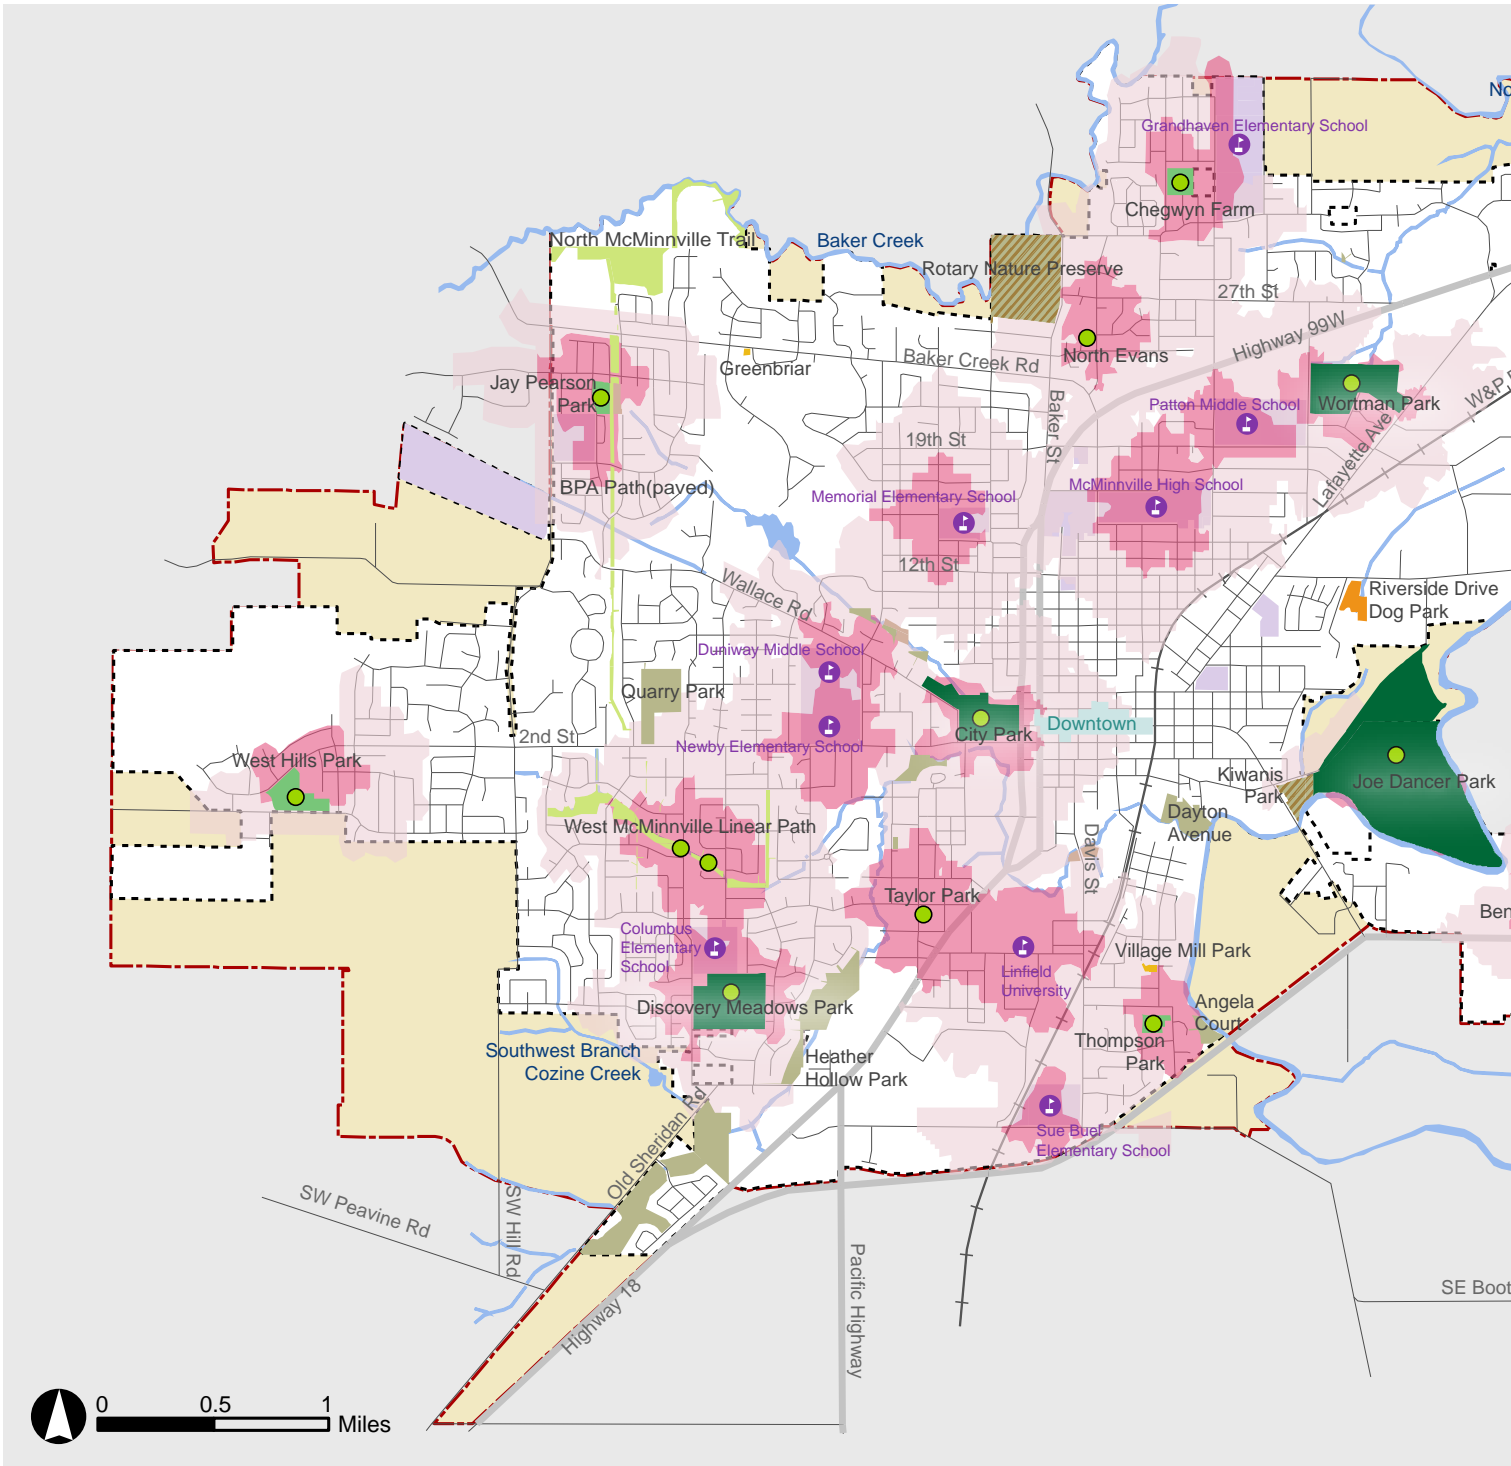 No
Grandhaven Elementary School
Chegwyn Farm
North McMinnville Trail
Baker Creek
Rotary Nature Preserve
27th St
Highway 99W
Baker Creek Rd
North Evans
Greenbriar
Jay Pearson
Park
Patton Middle School
Wortman Park
W&P R
Baker St
19th St
Lafayette Ave
BPA Path(paved)
Memorial Elementary School
McMinnville High School
12th St
Wallace Rd
Riverside Drive
Dog Park
Duniway Middle School
Quarry Park
City Park
Downtown
2nd St
Newby Elementary School
West Hills Park
Kiwanis
Park
Joe Dancer Park
Dayton
Avenue
West McMinnville Linear Path
Davis St
Taylor Park
Ben
Columbus
Elementary
School
Village Mill Park
Linfield
University
Discovery Meadows Park
Angela
Court
Thompson
Park
Southwest Branch
Cozine Creek
Heather
Hollow Park
Old Sheridan Rd
Sue Buel
Elementary School
SW Peavine Rd
SW Hill Rd
Highway 18
Pacific Highway
SE Boot
0 0.5 1
Miles